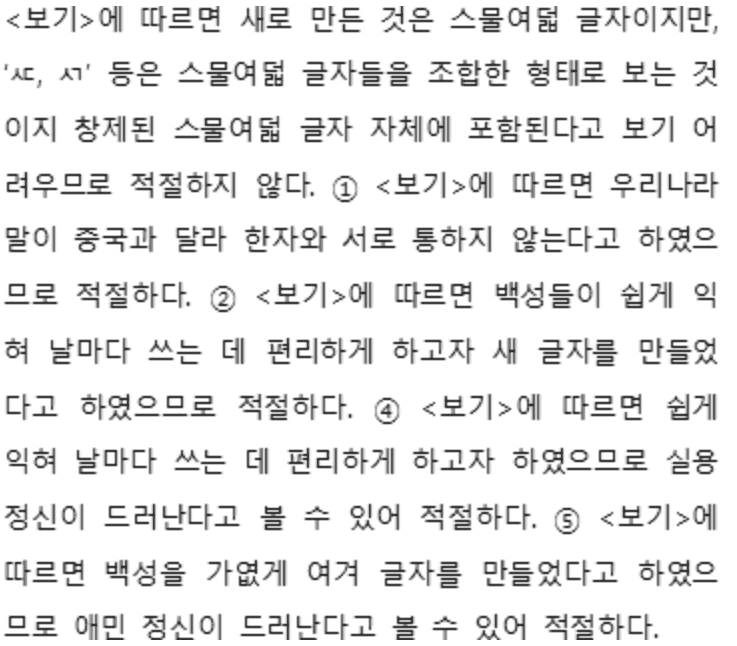 <보기>에 따르면 새로 만든 것은 스물여덟 글자이지만,
'ㅼ, ㅺ' 등은 스물여덟 글자들을 조합한 형태로 보는 것
이지 창제된 스물여덟 글자 자체에 포함된다고 보기 어
려우므로 적절하지 않다. ① <보기>에 따르면 우리나라
말이 중국과 달라 한자와 서로 통하지 않는다고 하였으
므로 적절하다. ② <보기>에 따르면 백성들이 쉽게 익
혀 날마다 쓰는 데 편리하게 하고자 새 글자를 만들었
다고 하였으므로 적절하다. ④ <보기>에 따르면 쉽게
익혀 날마다 쓰는 데 편리하게 하고자 하였으므로 실용
정신이 드러난다고 볼 수 있어 적절하다. ⑤ <보기>에
따르면 백성을 가엾게 여겨 글자를 만들었다고 하였으
므로 애민 정신이 드러난다고 볼 수 있어 적절하다.